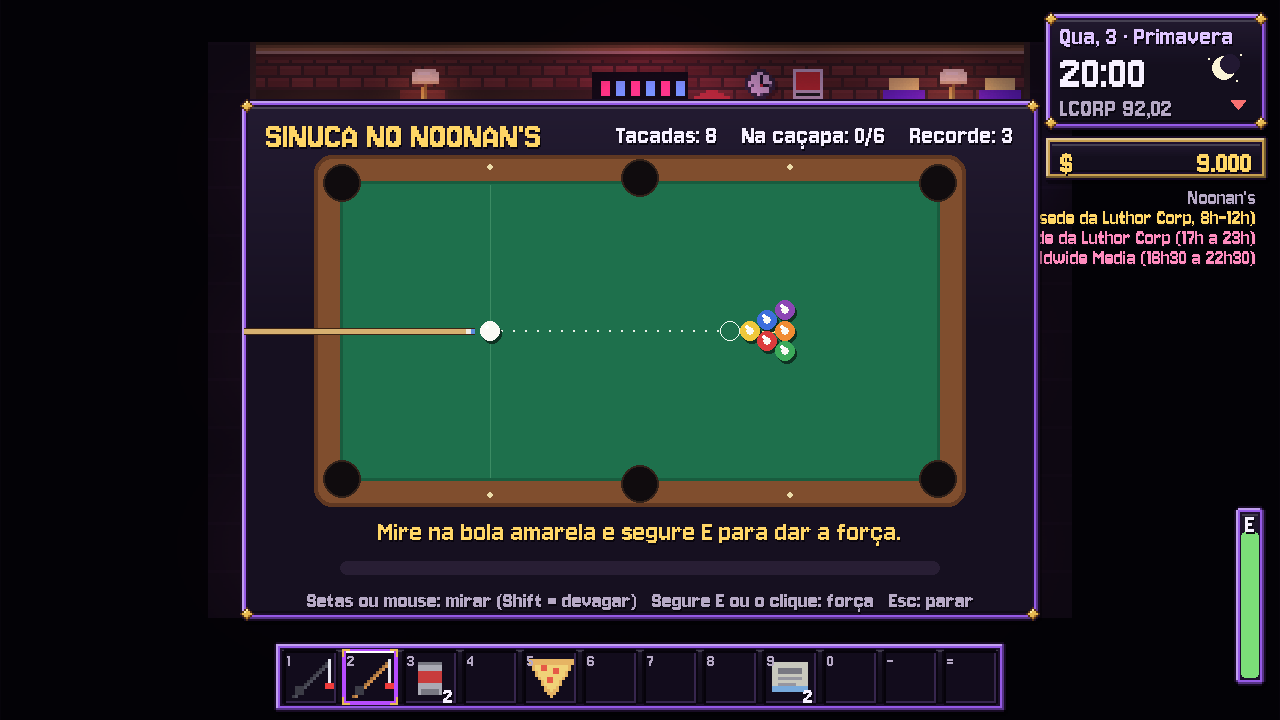 Qua, 3 · Primavera
20:00
LCORP 92,02
$ 9.000
Noonan's
sede da Luthor Corp, 8h-12h)
de da Luthor Corp (17h a 23h)
ldwide Media (18h30 a 22h30)
SINUCA NO NOONAN'S
Tacadas: 8 Na caçapa: 0/6 Recorde: 3
Mire na bola amarela e segure E para dar a força.
Setas ou mouse: mirar (Shift = devagar) Segure E ou o clique: força Esc: parar
E
1 2 3 4 5 6 7 8 9 0 - =
2 2